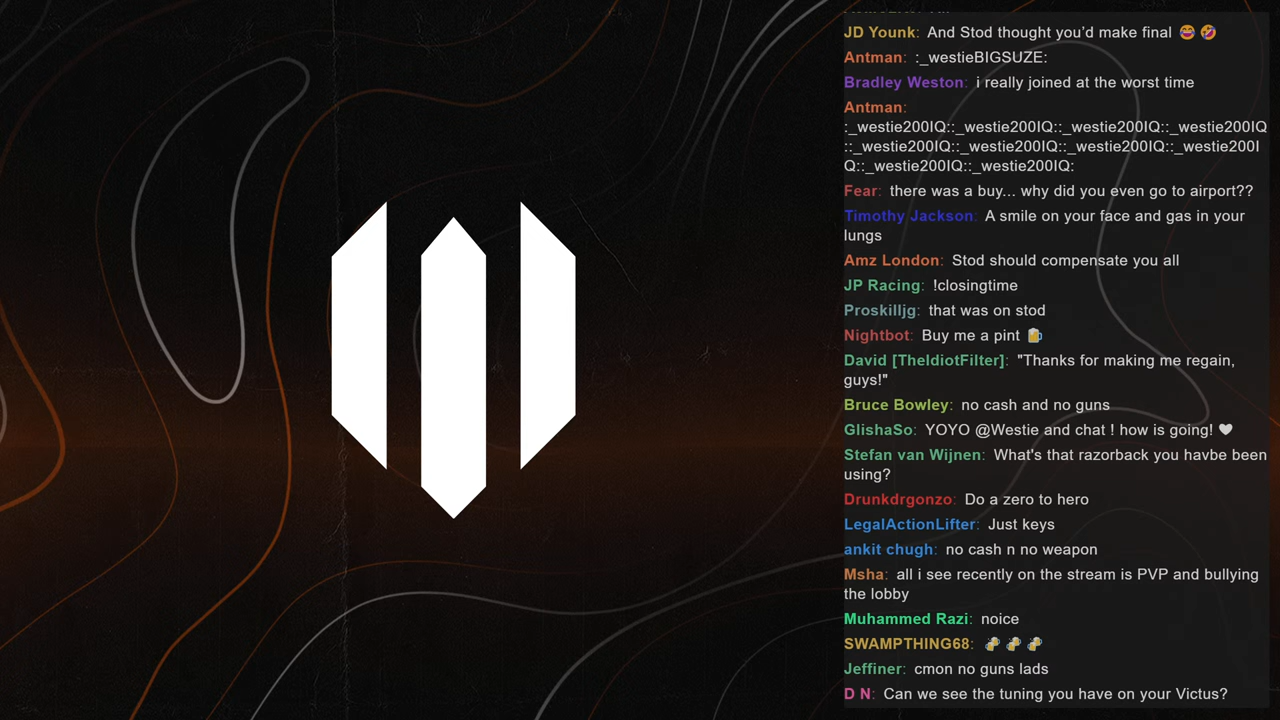 JD Younk: And Stod thought you'd make final 😆 🤣
Antman: :_westieBIGSUZE:
Bradley Weston: i really joined at the worst time
Antman:
:_westie200IQ::_westie200IQ::_westie200IQ::_westie200IQ
::_westie200IQ::_westie200IQ::_westie200IQ::_westie200I
Q::_westie200IQ::_westie200IQ:
Fear: there was a buy... why did you even go to airport??
Timothy Jackson: A smile on your face and gas in your
lungs
Amz London: Stod should compensate you all
JP Racing: !closingtime
Proskilljg: that was on stod
Nightbot: Buy me a pint 🍺
David [TheIdiotFilter]: "Thanks for making me regain,
guys!"
Bruce Bowley: no cash and no guns
GlishaSo: YOYO @Westie and chat ! how is going! 🤍
Stefan van Wijnen: What's that razorback you havbe been
using?
Drunkdrgonzo: Do a zero to hero
LegalActionLifter: Just keys
ankit chugh: no cash n no weapon
Msha: all i see recently on the stream is PVP and bullying
the lobby
Muhammed Razi: noice
SWAMPTHING68: 🍻 🍻 🍻
Jeffiner: cmon no guns lads
D N: Can we see the tuning you have on your Victus?